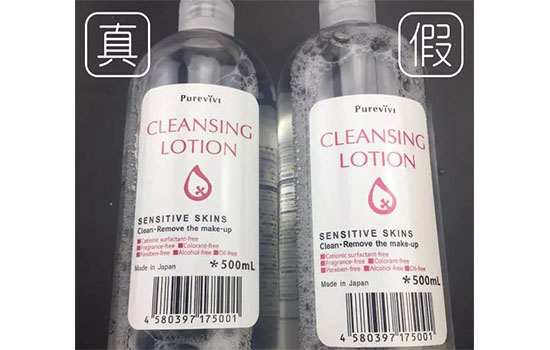 真
Purevivi
CLEANSING
LOTION
SENSITIVE SKINS
Clean・Remove the make-up
■Cationic surfactant-free
■Fragrance-free ■Colorant-free
■Paraben-free ■Alcohol-free ■Oil-free
Made in Japan
*500mL
4 580397 175001
假
Purevivi
CLEANSING
LOTION
SENSITIVE SKINS
Clean・Remove the make-up
■Cationic surfactant-free
■Fragrance-free ■Colorant-free
■Paraben-free ■Alcohol-free ■Oil-free
Made in Japan
*500mL
4 580397 175001